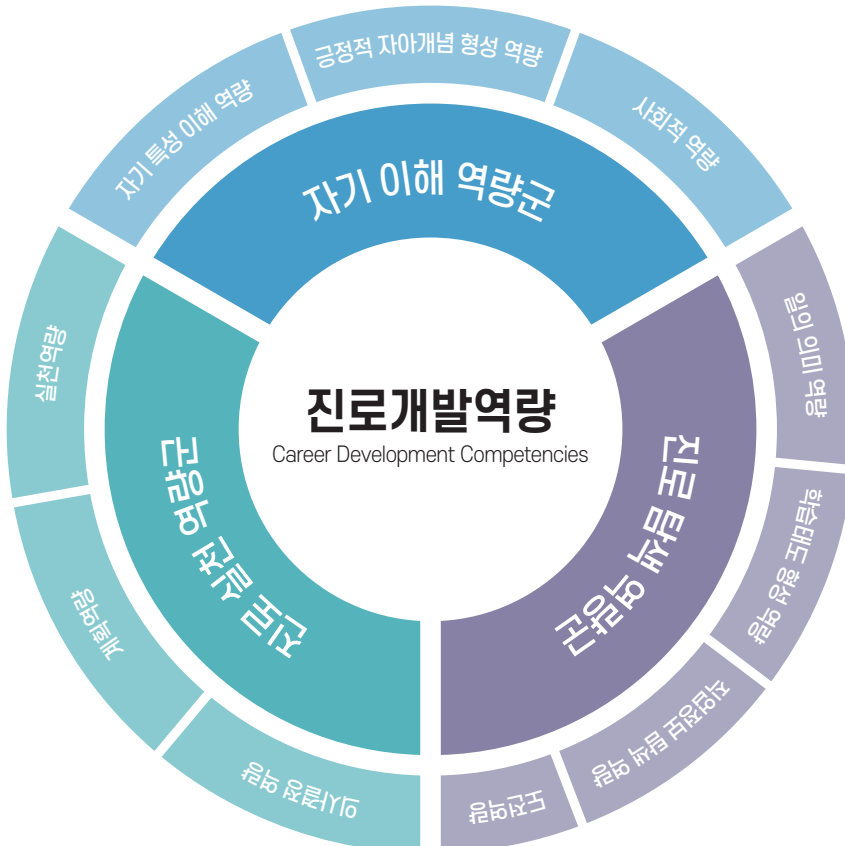 진로개발역량
Career Development Competencies
자기 이해 역량군
자기 특성 이해 역량
긍정적 자아개념 형성 역량
사회적 역량
진로 탐색 역량군
일의 의미 역량
학습태도 형성 역량
직업정보 탐색 역량
도전역량
진로 실천 역량군
의사결정 역량
계획역량
실천역량